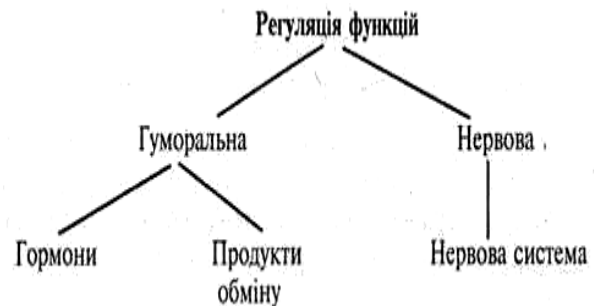 Регуляція функцій
Гуморальна
Нервова
Гормони
Продукти
обміну
Нервова система